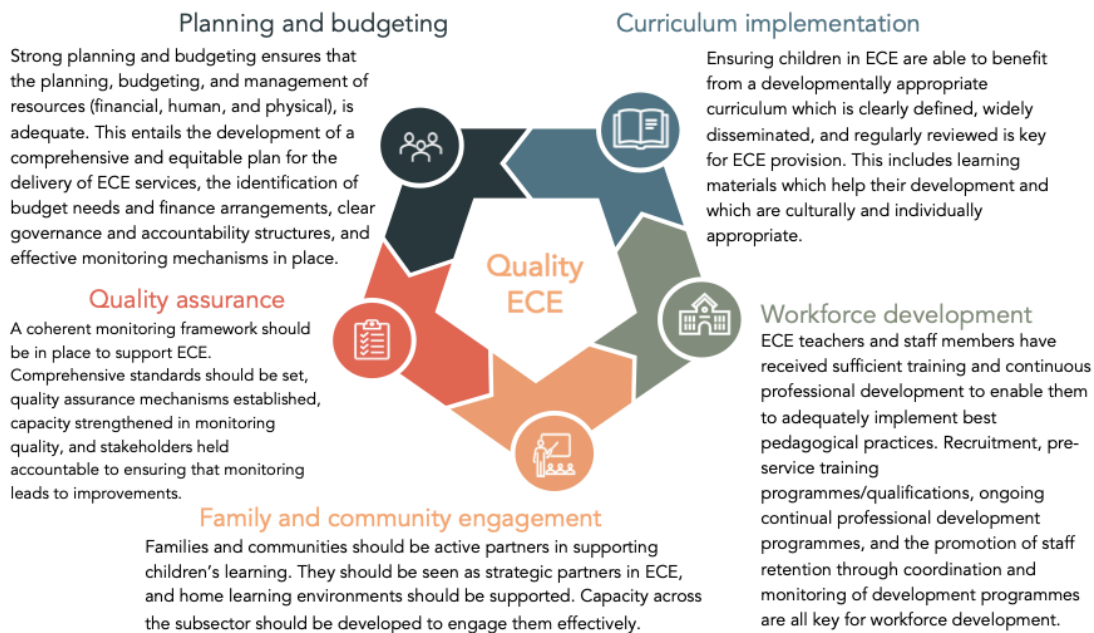 Planning and budgeting
Strong planning and budgeting ensures that
the planning, budgeting, and management of
resources (financial, human, and physical), is
adequate. This entails the development of a
comprehensive and equitable plan for the
delivery of ECE services, the identification of
budget needs and finance arrangements, clear
governance and accountability structures, and
effective monitoring mechanisms in place.
Curriculum implementation
Ensuring children in ECE are able to benefit
from a developmentally appropriate
curriculum which is clearly defined, widely
disseminated, and regularly reviewed is key
for ECE provision. This includes learning
materials which help their development and
which are culturally and individually
appropriate.
Quality
ECE
Quality assurance
A coherent monitoring framework should
be in place to support ECE.
Comprehensive standards should be set,
quality assurance mechanisms established,
capacity strengthened in monitoring
quality, and stakeholders held
accountable to ensuring that monitoring
leads to improvements.
Workforce development
ECE teachers and staff members have
received sufficient training and continuous
professional development to enable them
to adequately implement best
pedagogical practices. Recruitment, pre-
service training
programmes/qualifications, ongoing
continual professional development
programmes, and the promotion of staff
retention through coordination and
monitoring of development programmes
are all key for workforce development.
Family and community engagement
Families and communities should be active partners in supporting
children's learning. They should be seen as strategic partners in ECE,
and home learning environments should be supported. Capacity across
the subsector should be developed to engage them effectively.